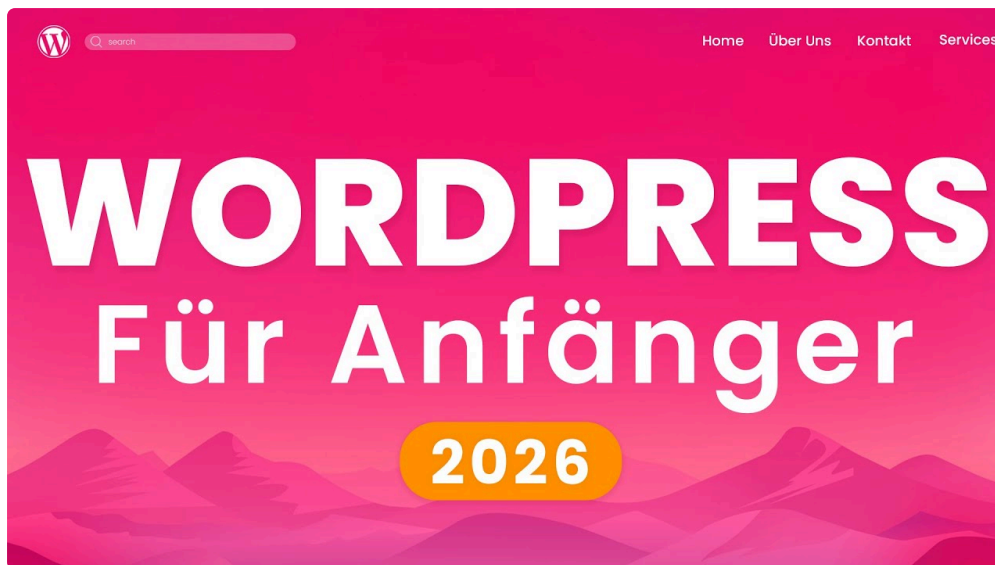 search
Home Über Uns Kontakt Services
WORDPRESS
Für Anfänger
2026